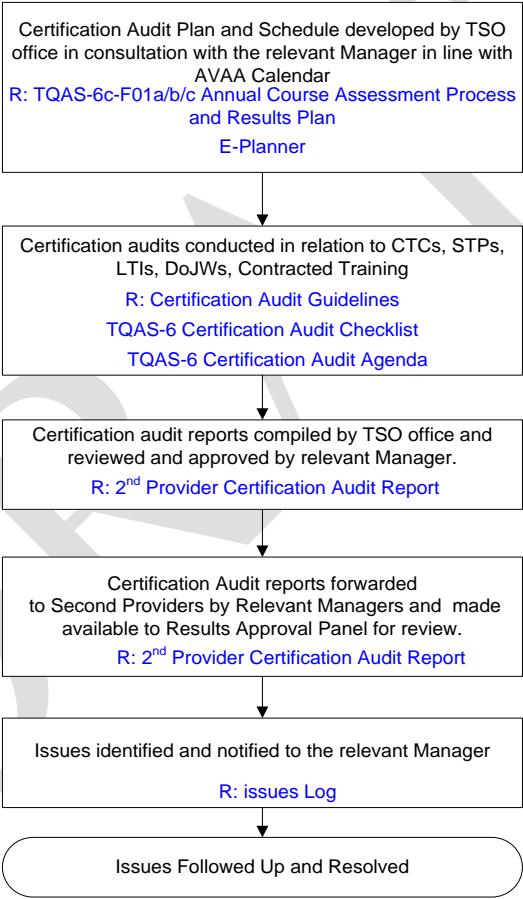 Certification Audit Plan and Schedule developed by TSO
office in consultation with the relevant Manager in line with
AVAA Calendar
R: TQAS-6c-F01a/b/c Annual Course Assessment Process
and Results Plan
E-Planner
Certification audits conducted in relation to CTCs, STPs,
LTIs, DoJWs, Contracted Training
R: Certification Audit Guidelines
TQAS-6 Certification Audit Checklist
TQAS-6 Certification Audit Agenda
Certification audit reports compiled by TSO office and
reviewed and approved by relevant Manager.
R: 2nd Provider Certification Audit Report
Certification Audit reports forwarded
to Second Providers by Relevant Managers and made
available to Results Approval Panel for review.
R: 2nd Provider Certification Audit Report
Issues identified and notified to the relevant Manager
R: issues Log
Issues Followed Up and Resolved